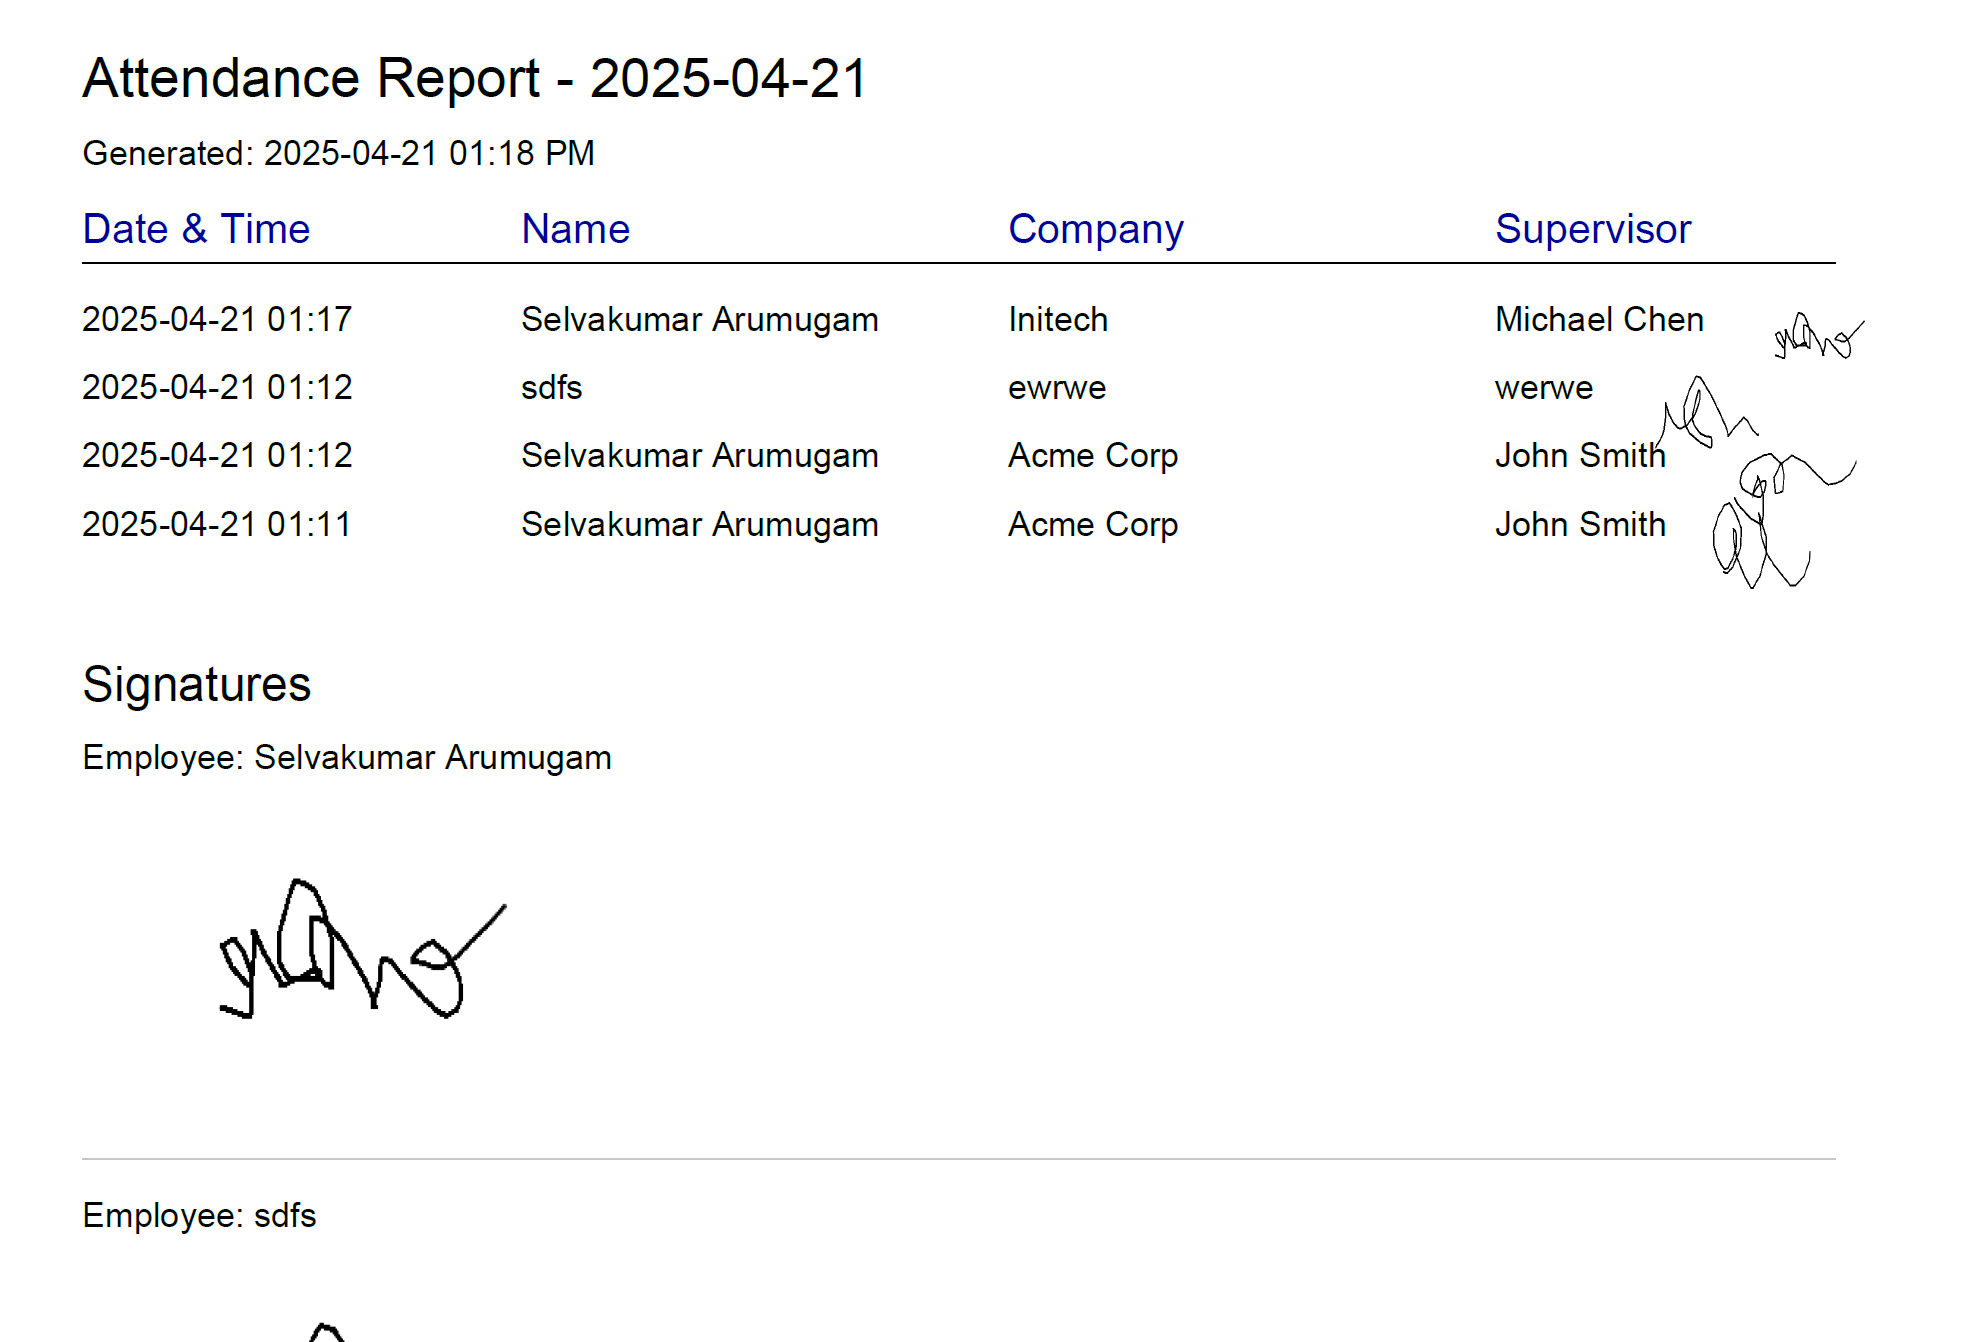 Attendance Report - 2025-04-21
Generated: 2025-04-21 01:18 PM
Date & Time Name Company Supervisor
2025-04-21 01:17 Selvakumar Arumugam Initech Michael Chen
2025-04-21 01:12 sdfs ewrwe werwe
2025-04-21 01:12 Selvakumar Arumugam Acme Corp John Smith
2025-04-21 01:11 Selvakumar Arumugam Acme Corp John Smith
Signatures
Employee: Selvakumar Arumugam
Employee: sdfs